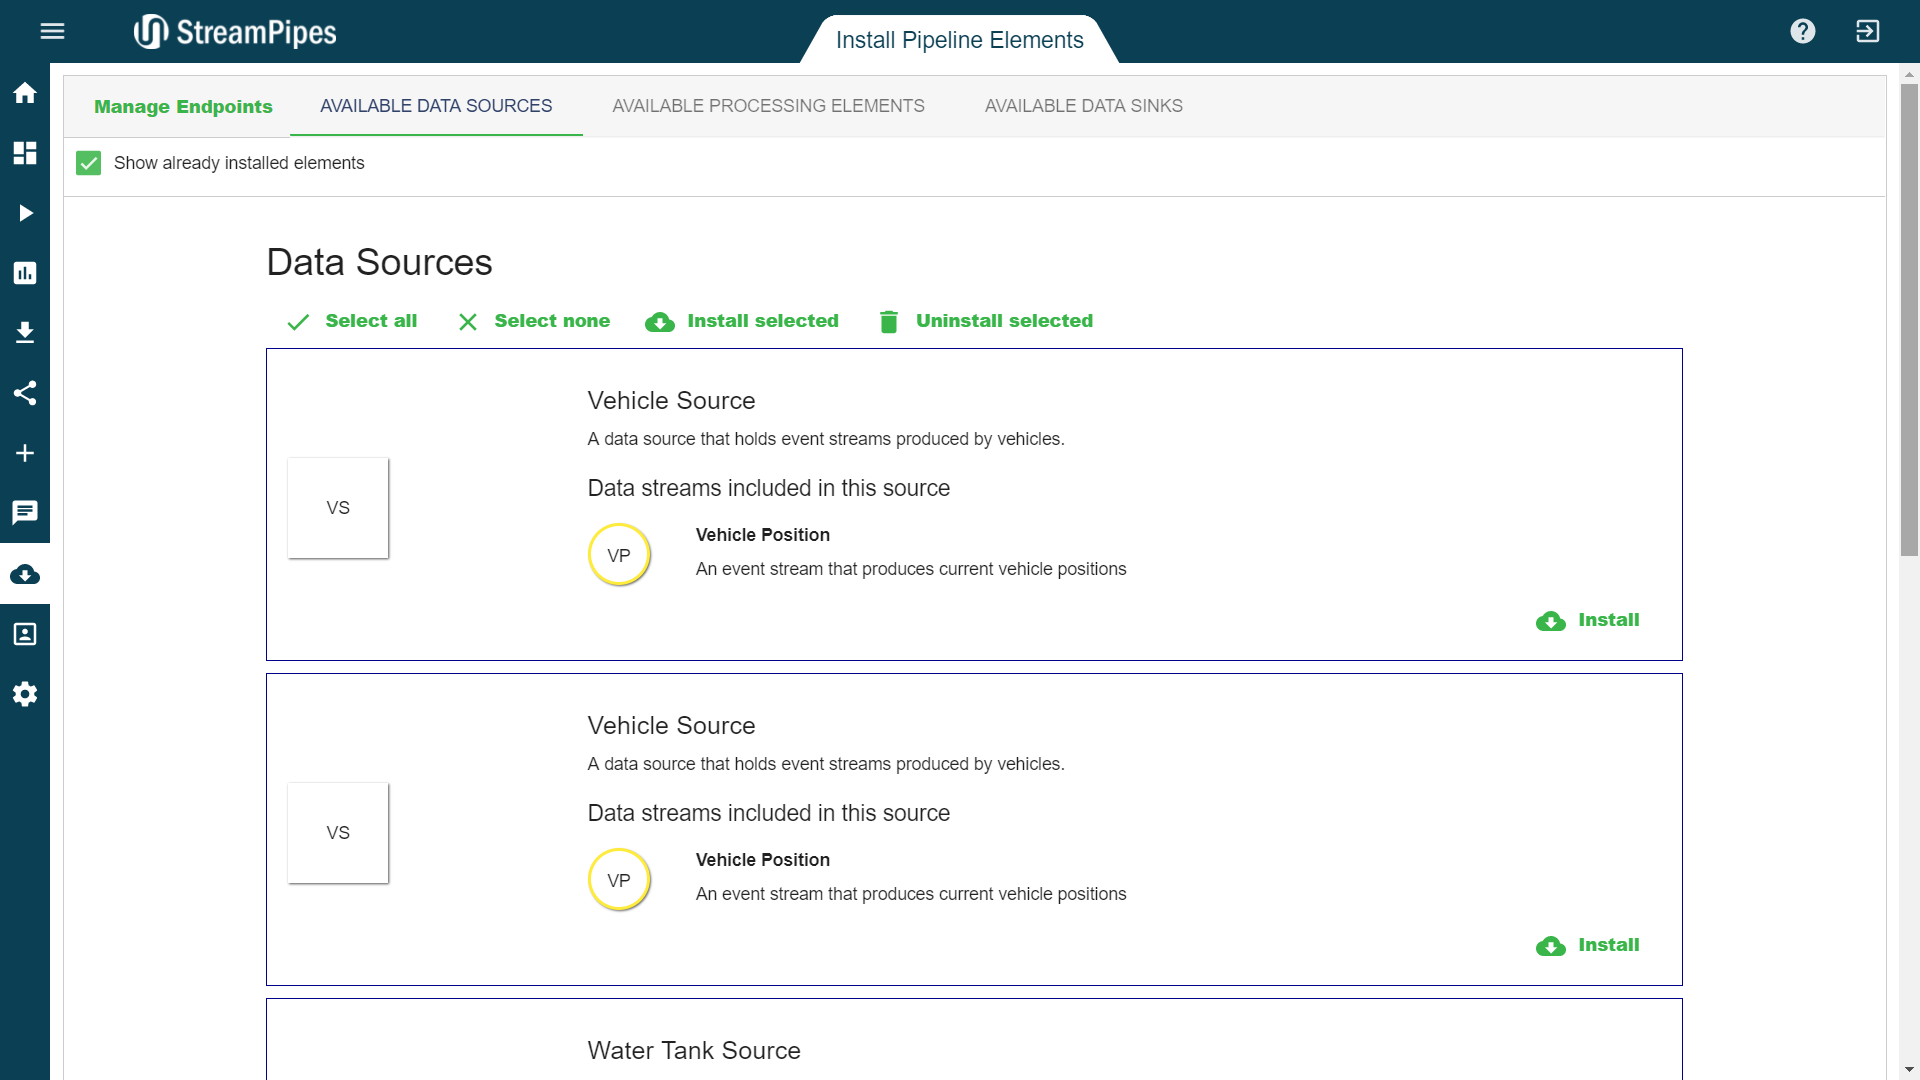 StreamPipes
Install Pipeline Elements
Manage Endpoints
AVAILABLE DATA SOURCES
AVAILABLE PROCESSING ELEMENTS
AVAILABLE DATA SINKS
Show already installed elements
Data Sources
Select all
Select none
Install selected
Uninstall selected
Vehicle Source
A data source that holds event streams produced by vehicles.
VS
Data streams included in this source
VP
Vehicle Position
An event stream that produces current vehicle positions
Install
Vehicle Source
A data source that holds event streams produced by vehicles.
VS
Data streams included in this source
VP
Vehicle Position
An event stream that produces current vehicle positions
Install
Water Tank Source